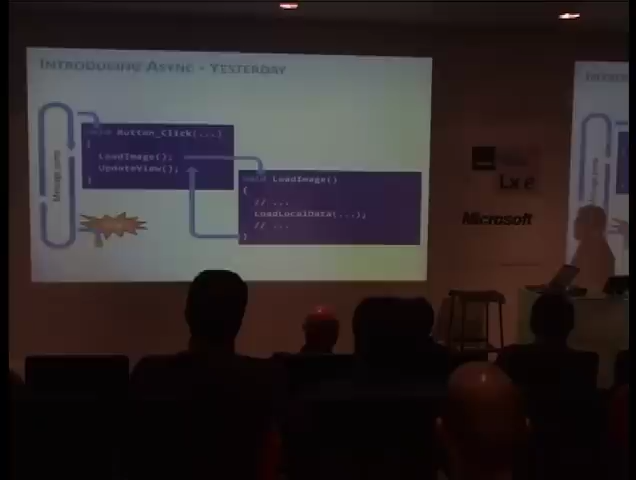 INTRODUCING ASYNC - YESTERDAY
Message pump
void Button_Click(...)
{
LoadImage();
UpdateView();
}
void LoadImage()
{
// ...
LoadLocalData(...);
// ...
}
Microsoft